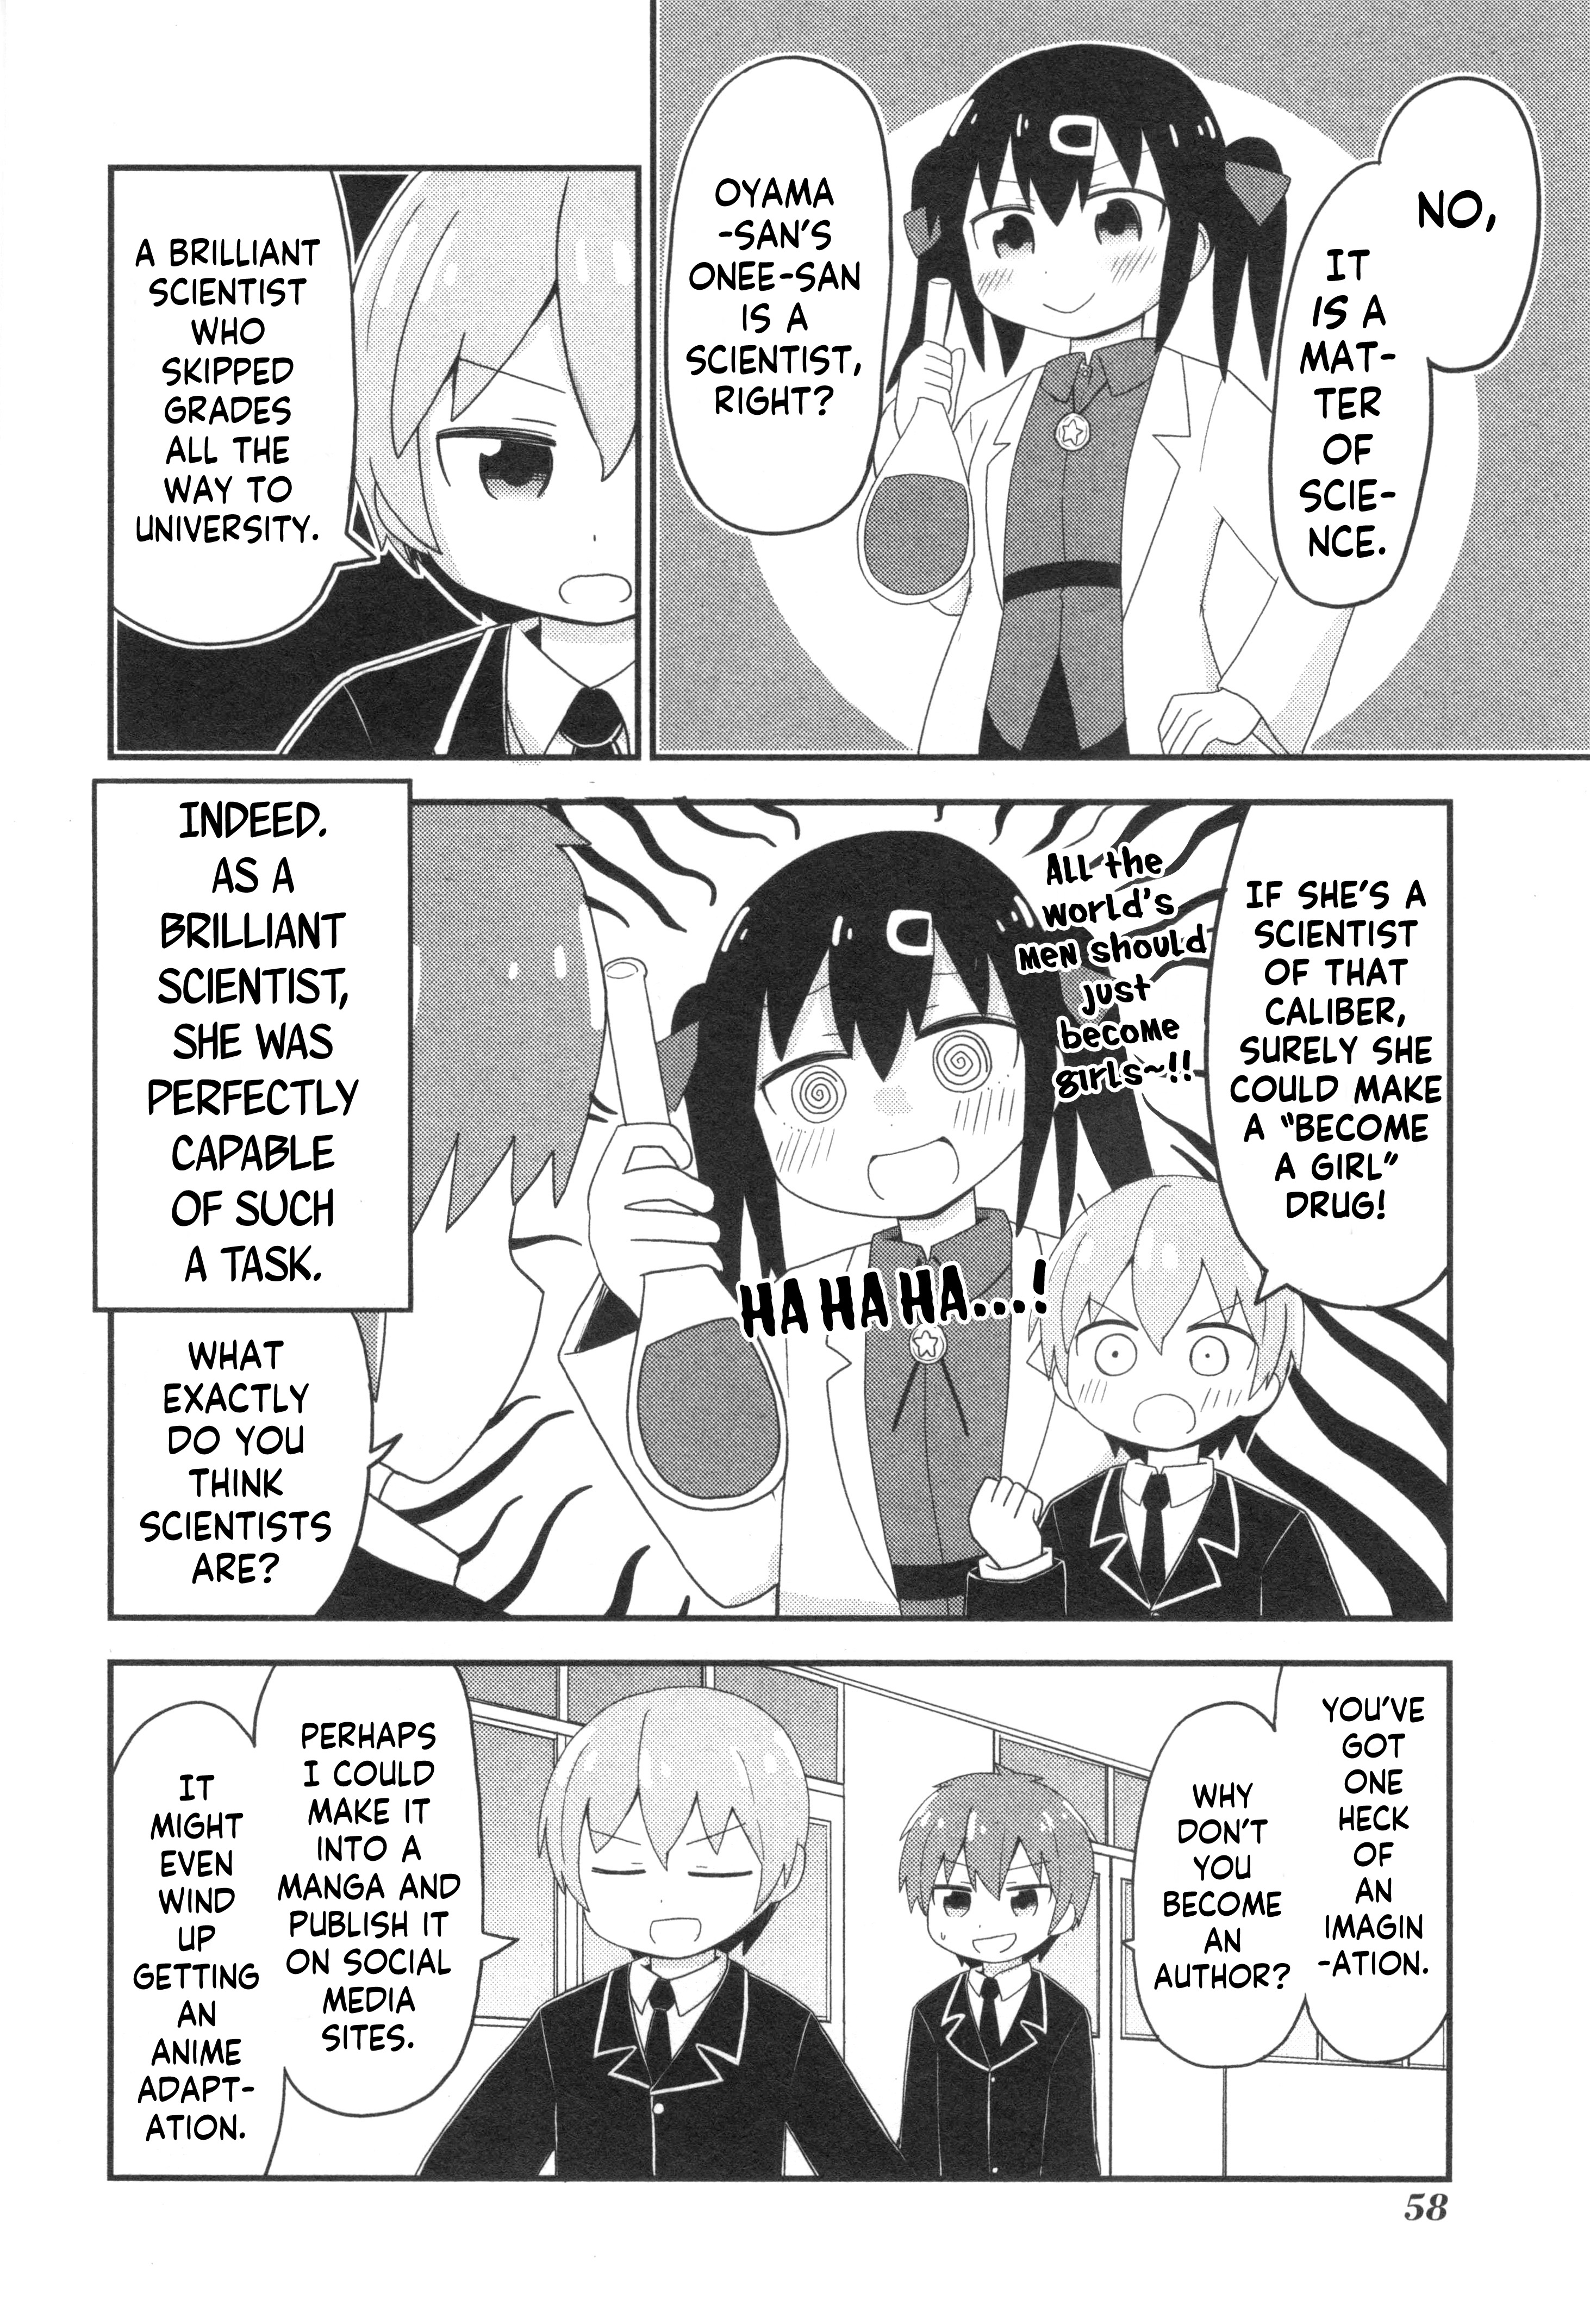 NO,
IT
IS A
MAT-
TER
OF
SCIE-
NCE.
OYAMA
-SAN'S
ONEE-SAN
IS A
SCIENTIST,
RIGHT?
A BRILLIANT
SCIENTIST
WHO
SKIPPED
GRADES
ALL THE
WAY TO
UNIVERSITY.
IF SHE'S A
SCIENTIST
OF THAT
CALIBER,
SURELY SHE
COULD MAKE
A "BECOME
A GIRL"
DRUG!
All the
world's
men should
just
become
girls~!!
HA HA HA...!
INDEED.
AS A
BRILLIANT
SCIENTIST,
SHE WAS
PERFECTLY
CAPABLE
OF SUCH
A TASK.
WHAT
EXACTLY
DO YOU
THINK
SCIENTISTS
ARE?
YOU'VE
GOT
ONE
HECK
OF
AN
IMAGIN
-ATION.
WHY
DON'T
YOU
BECOME
AN
AUTHOR?
PERHAPS
I COULD
MAKE IT
INTO A
MANGA AND
PUBLISH IT
ON SOCIAL
MEDIA
SITES.
IT
MIGHT
EVEN
WIND
UP
GETTING
AN
ANIME
ADAPT-
ATION.
58